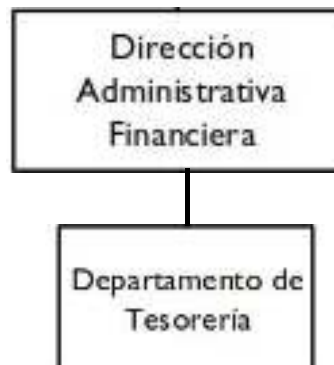 Dirección
Administrativa
Financiera
Departamento de
Tesorería